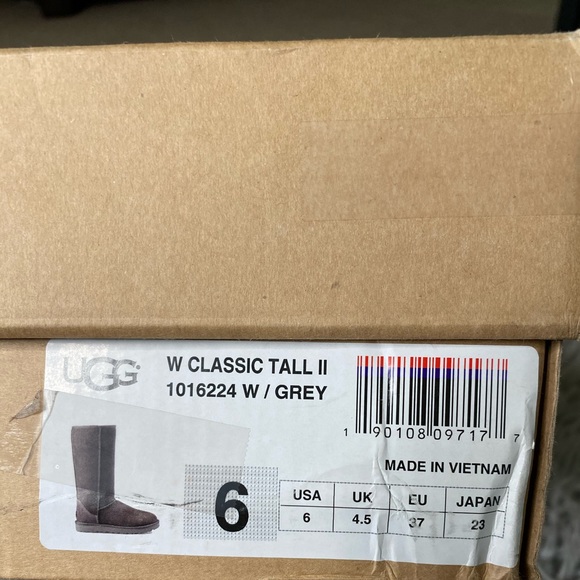 UGG
W CLASSIC TALL II
1016224 W / GREY
1 90108 09717 7
MADE IN VIETNAM
6
USA UK EU JAPAN
6 4.5 37 23